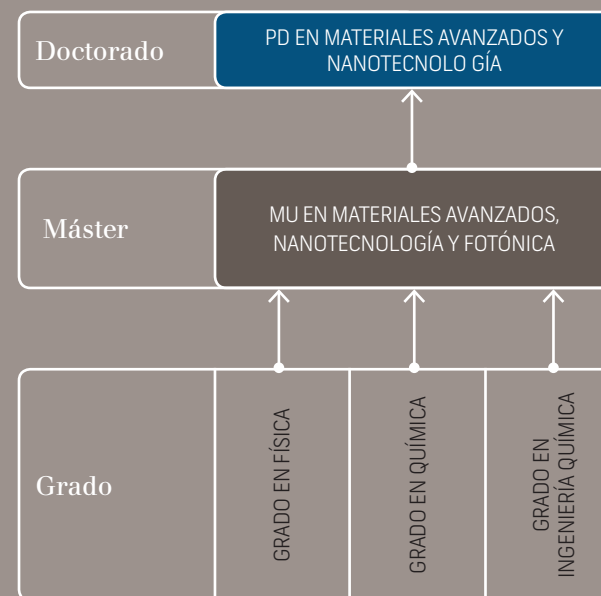 Doctorado
PD EN MATERIALES AVANZADOS Y
NANOTECNOLO GÍA
Máster
MU EN MATERIALES AVANZADOS,
NANOTECNOLOGÍA Y FOTÓNICA
Grado
GRADO EN FÍSICA
GRADO EN QUÍMICA
GRADO EN
INGENIERÍA QUÍMICA